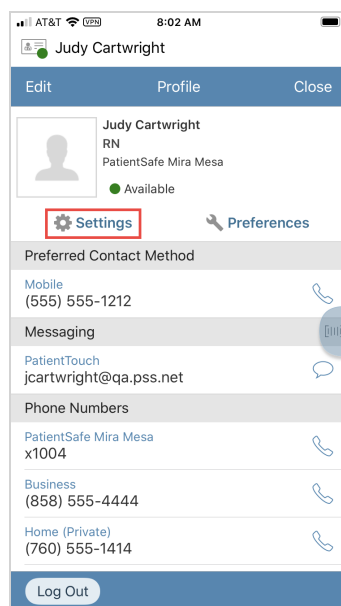 AT&T VPN 8:02 AM
Judy Cartwright
Edit Profile Close
Judy Cartwright
RN
PatientSafe Mira Mesa
Available
Settings Preferences
Preferred Contact Method
Mobile
(555) 555-1212
Messaging
PatientTouch
jcartwright@qa.pss.net
Phone Numbers
PatientSafe Mira Mesa
x1004
Business
(858) 555-4444
Home (Private)
(760) 555-1414
Log Out